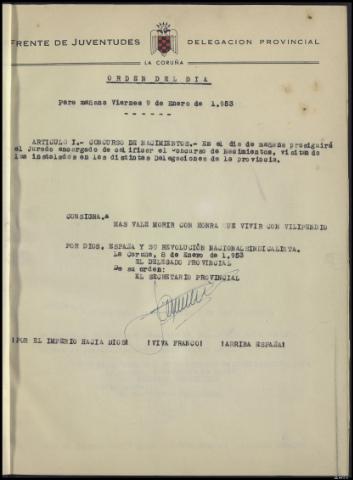 FRENTE DE JUVENTUDES DELEGACION PROVINCIAL
LA CORUÑA
ORDEN DEL DIA
Para mañana Viernes 9 de Enero de 1,953
ARTICULO I.- CONCURSO DE NACIMIENTOS.- En el día de mañana proseguirá
el Jurado encargado de calificar el Concurso de Nacimientos, visitando
los instalados en los distintas Delegaciones de la provincia.
CONSIGNA.-
MAS VALE MORIR CON HONRA QUE VIVIR CON VILIPENDIO
POR DIOS, ESPAÑA Y SU REVOLUCIÓN NACIONALSINDICALISTA.
La Coruña, 8 de Enero de 1,953
EL DELEGADO PROVINCIAL
De su orden:
EL SECRETARIO PROVINCIAL
¡POR EL IMPERIO HACIA DIOS! ¡VIVA FRANCO! ¡ARRIBA ESPAÑA!